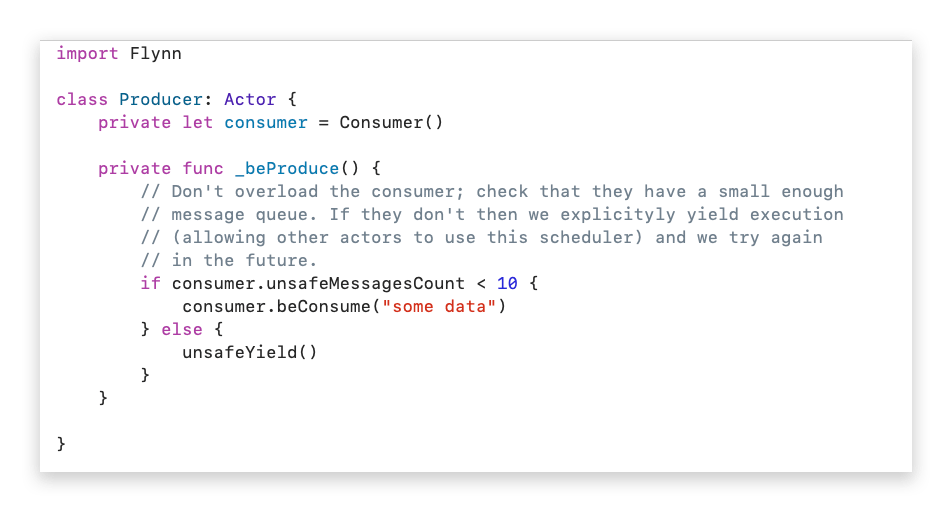 import Flynn
class Producer: Actor {
private let consumer = Consumer()
private func _beProduce() {
// Don't overload the consumer; check that they have a small enough
// message queue. If they don't then we explicityly yield execution
// (allowing other actors to use this scheduler) and we try again
// in the future.
if consumer.unsafeMessagesCount < 10 {
consumer.beConsume("some data")
} else {
unsafeYield()
}
}
}